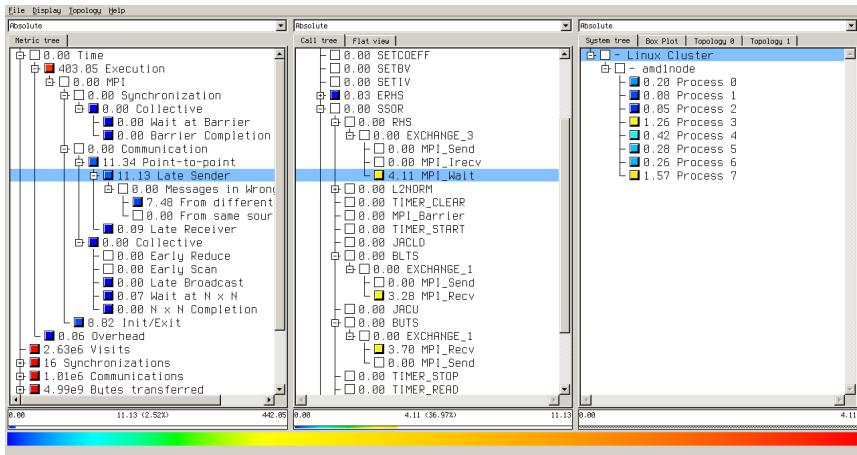 File Display Topology Help
Absolute
Metric tree
0.00 Time
403.05 Execution
0.00 MPI
0.00 Synchronization
0.00 Collective
0.00 Wait at Barrier
0.00 Barrier Completion
0.00 Communication
11.34 Point-to-point
11.13 Late Sender
0.00 Messages in Wrong
7.48 From different
0.00 From same sour
0.09 Late Receiver
0.00 Collective
0.00 Early Reduce
0.00 Early Scan
0.00 Late Broadcast
0.07 Wait at N x N
0.00 N x N Completion
8.82 Init/Exit
0.06 Overhead
2.63e6 Visits
16 Synchronizations
1.01e6 Communications
4.99e9 Bytes transferred
0.00 11.13 (2.52%) 442.05
Absolute
Call tree Flat view
0.00 SETCOEFF
0.00 SETBV
0.00 SETIV
0.03 ERHS
0.00 SSOR
0.00 RHS
0.00 EXCHANGE_3
0.00 MPI_Send
0.00 MPI_Irecv
4.11 MPI_Wait
0.00 L2NORM
0.00 TIMER_CLEAR
0.00 MPI_Barrier
0.00 TIMER_START
0.00 JACLD
0.00 BLTS
0.00 EXCHANGE_1
0.00 MPI_Send
3.28 MPI_Recv
0.00 JACU
0.00 BUTS
0.00 EXCHANGE_1
3.70 MPI_Recv
0.00 MPI_Send
0.00 TIMER_STOP
0.00 TIMER_READ
0.00 4.11 (36.97%) 11.13
Absolute
System tree Box Plot Topology 0 Topology 1
- Linux Cluster
- amd1node
0.20 Process 0
0.08 Process 1
0.05 Process 2
1.26 Process 3
0.42 Process 4
0.28 Process 5
0.26 Process 6
1.57 Process 7
0.00 4.11